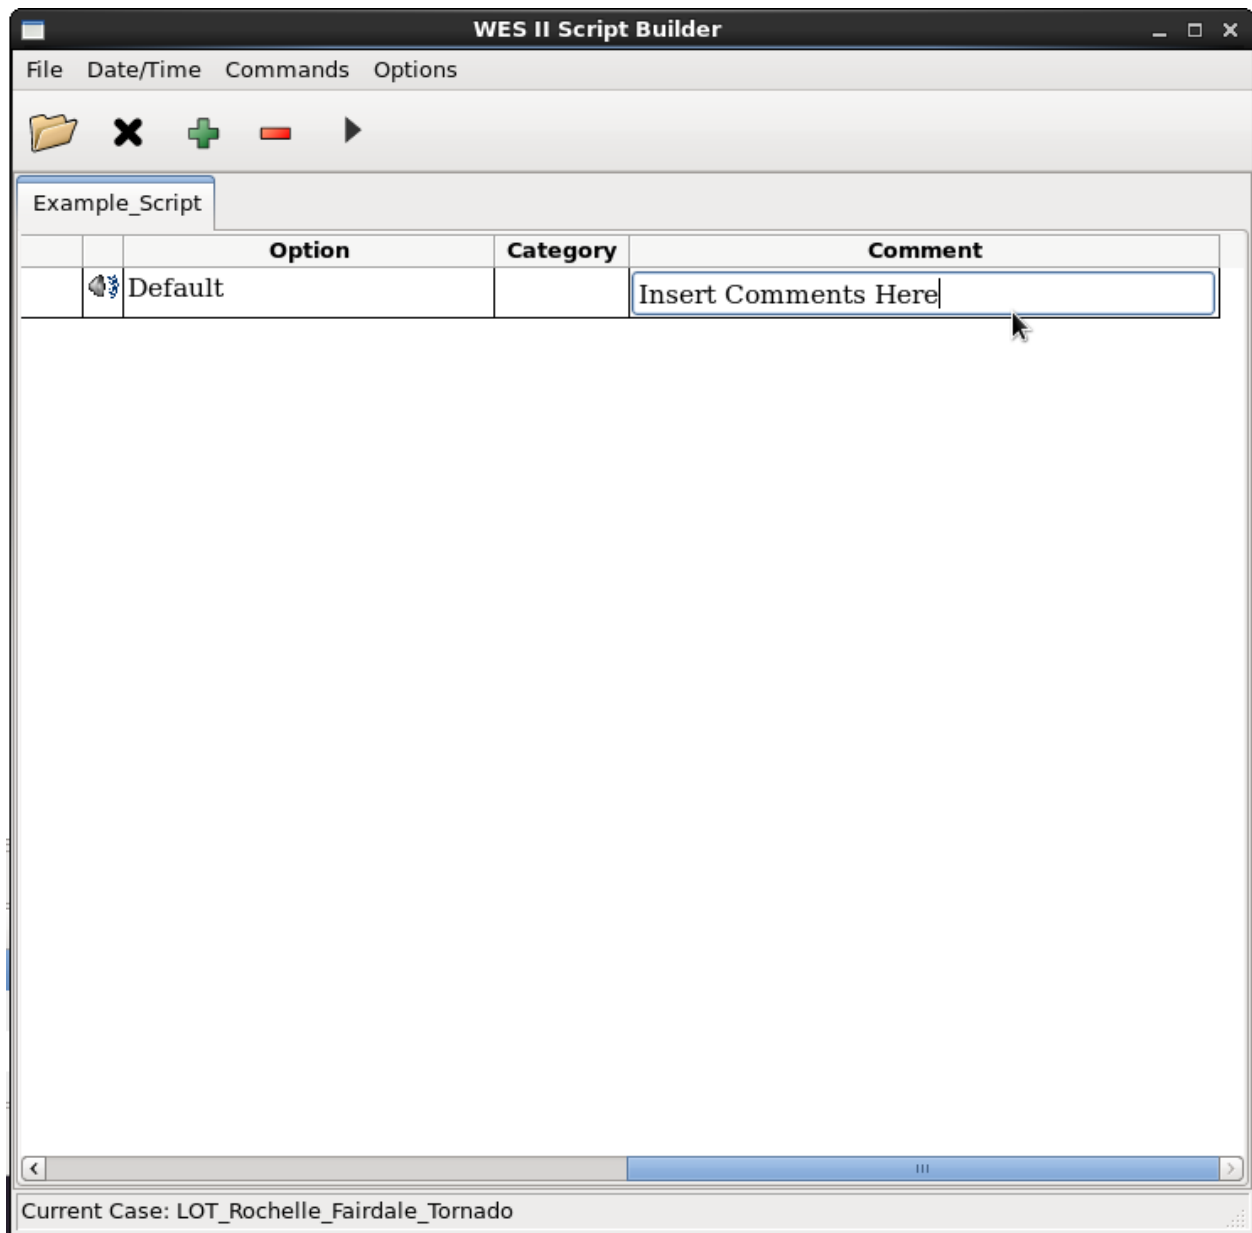 WES II Script Builder
File Date/Time Commands Options
Example_Script
Option Category Comment
Default Insert Comments Here
Current Case: LOT_Rochelle_Fairdale_Tornado